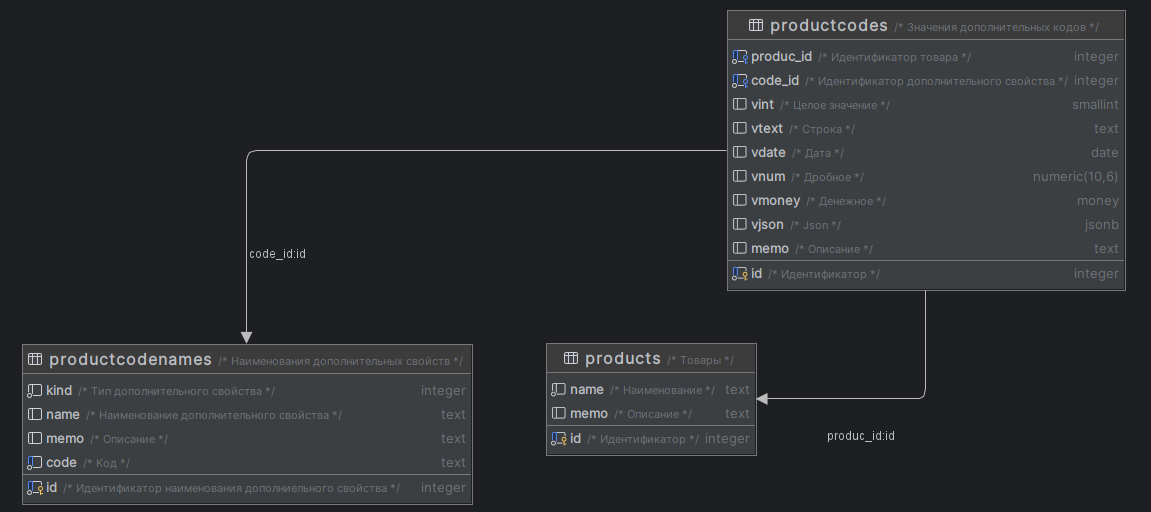 productcodes /* Значения дополнительных кодов */
produc_id /* Идентификатор товара */ integer
code_id /* Идентификатор дополнительного свойства */ integer
vint /* Целое значение */ smallint
vtext /* Строка */ text
vdate /* Дата */ date
vnum /* Дробное */ numeric(10,6)
vmoney /* Денежное */ money
vjson /* Json */ jsonb
memo /* Описание */ text
id /* Идентификатор */ integer
code_id:id
productcodenames /* Наименования дополнительных свойств */
kind /* Тип дополнительного свойства */ integer
name /* Наименование дополнительного свойства */ text
memo /* Описание */ text
code /* Код */ text
id /* Идентификатор наименования дополниельного свойства */ integer
products /* Товары */
name /* Наименование */ text
memo /* Описание */ text
id /* Идентификатор */ integer
produc_id:id